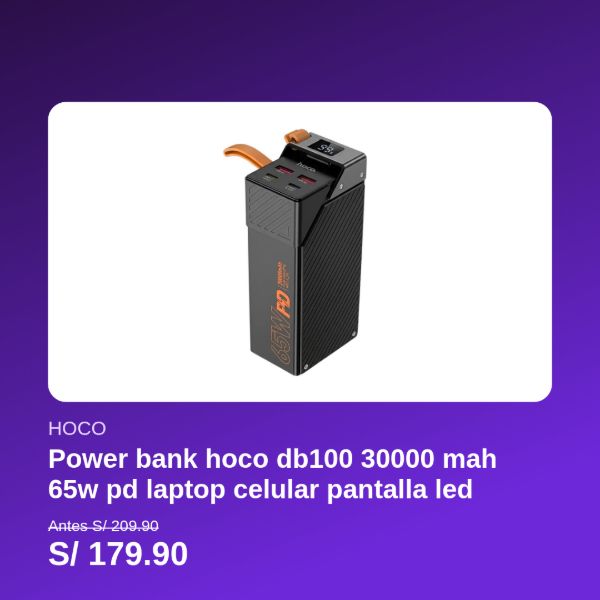 hoco.
65W PD
HOCO
Power bank hoco db100 30000 mah
65w pd laptop celular pantalla led
Antes S/ 209.90
S/ 179.90